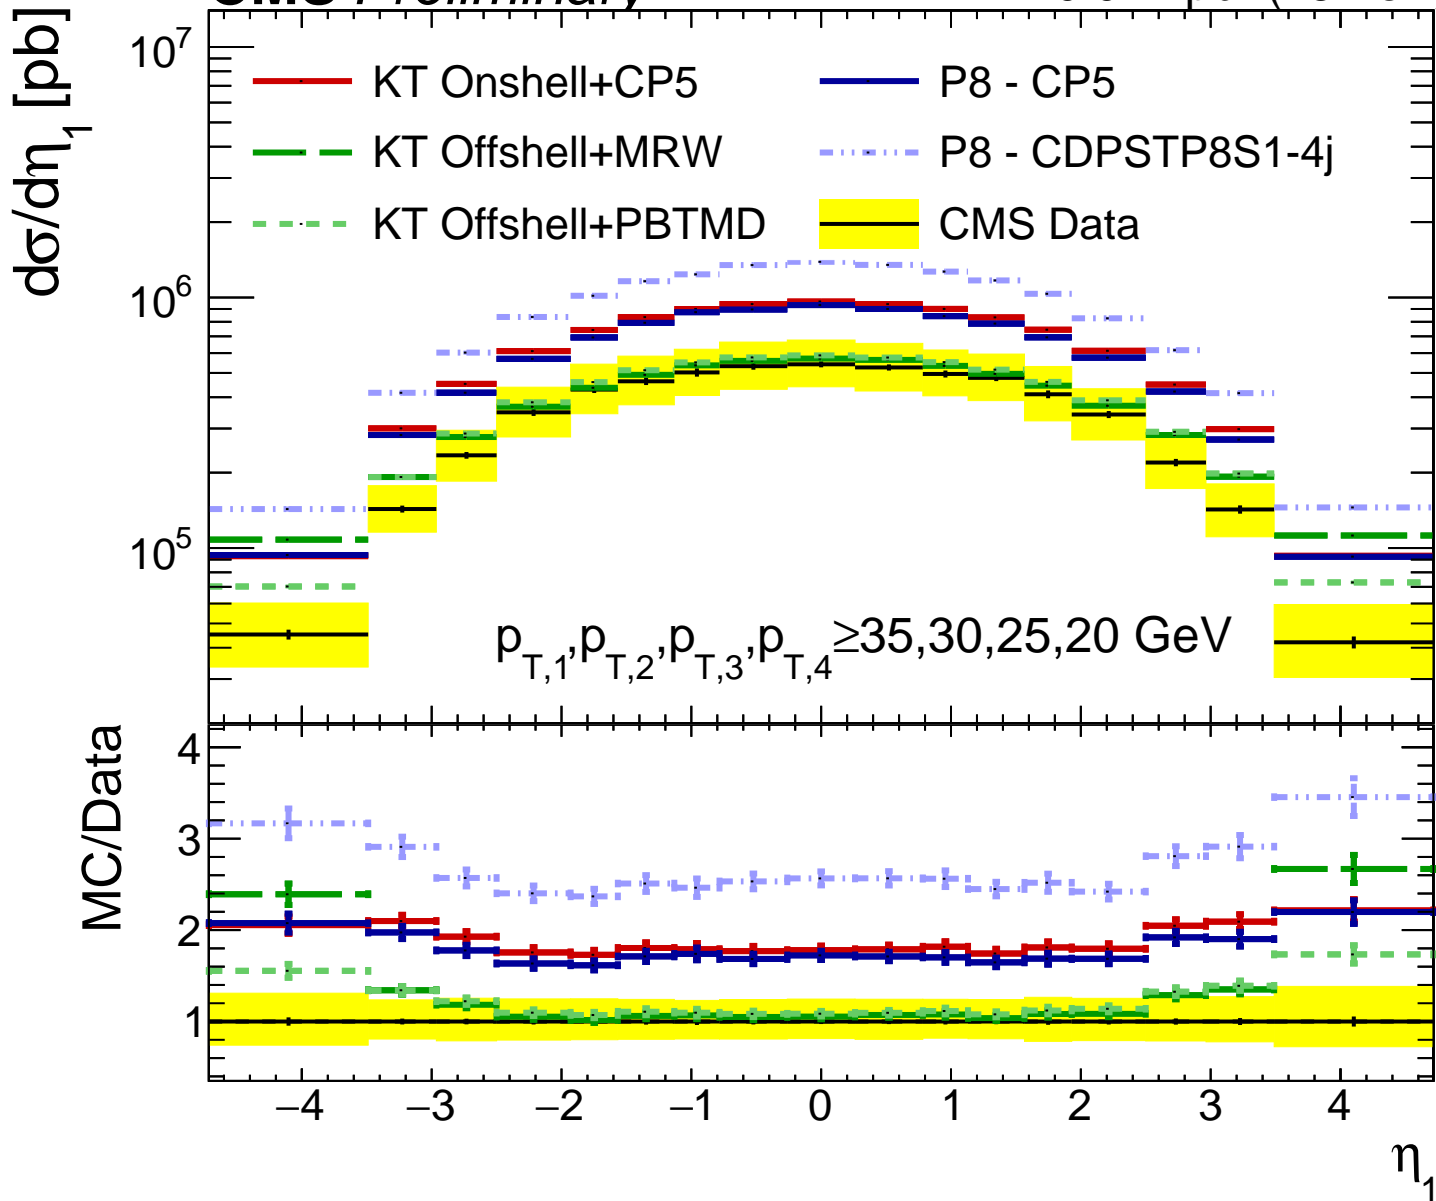 CMS Preliminary
dσ/dη1 [pb]
10^7
10^6
10^5
KT Onshell+CP5
P8 - CP5
KT Offshell+MRW
P8 - CDPSTP8S1-4j
KT Offshell+PBTMD
CMS Data
pT,1,pT,2,pT,3,pT,4≥35,30,25,20 GeV
MC/Data
4
3
2
1
−4 −3 −2 −1 0 1 2 3 4
η1